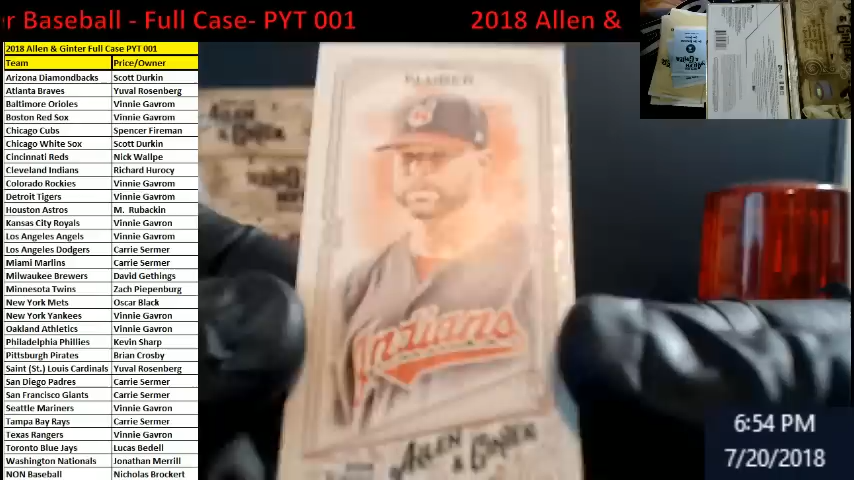 r Baseball - Full Case- PYT 001 2018 Allen &
2018 Allen & Ginter Full Case PYT 001
Team Price/Owner
Arizona Diamondbacks Scott Durkin
Atlanta Braves Yuval Rosenberg
Baltimore Orioles Vinnie Gavrom
Boston Red Sox Vinnie Gavrom
Chicago Cubs Spencer Fireman
Chicago White Sox Scott Durkin
Cincinnati Reds Nick Wallpe
Cleveland Indians Richard Hurocy
Colorado Rockies Vinnie Gavrom
Detroit Tigers Vinnie Gavrom
Houston Astros M. Rubackin
Kansas City Royals Vinnie Gavron
Los Angeles Angels Vinnie Gavrom
Los Angeles Dodgers Carrie Sermer
Miami Marlins Carrie Sermer
Milwaukee Brewers David Gethings
Minnesota Twins Zach Piepenburg
New York Mets Oscar Black
New York Yankees Vinnie Gavron
Oakland Athletics Vinnie Gavron
Philadelphia Phillies Kevin Sharp
Pittsburgh Pirates Brian Crosby
Saint (St.) Louis Cardinals Yuval Rosenberg
San Diego Padres Carrie Sermer
San Francisco Giants Carrie Sermer
Seattle Mariners Vinnie Gavron
Tampa Bay Rays Carrie Sermer
Texas Rangers Vinnie Gavron
Toronto Blue Jays Lucas Bedell
Washington Nationals Jonathan Merrill
NON Baseball Nicholas Brockert
KLUBER
Indians
ALLEN
& GINTER
6:54 PM
7/20/2018